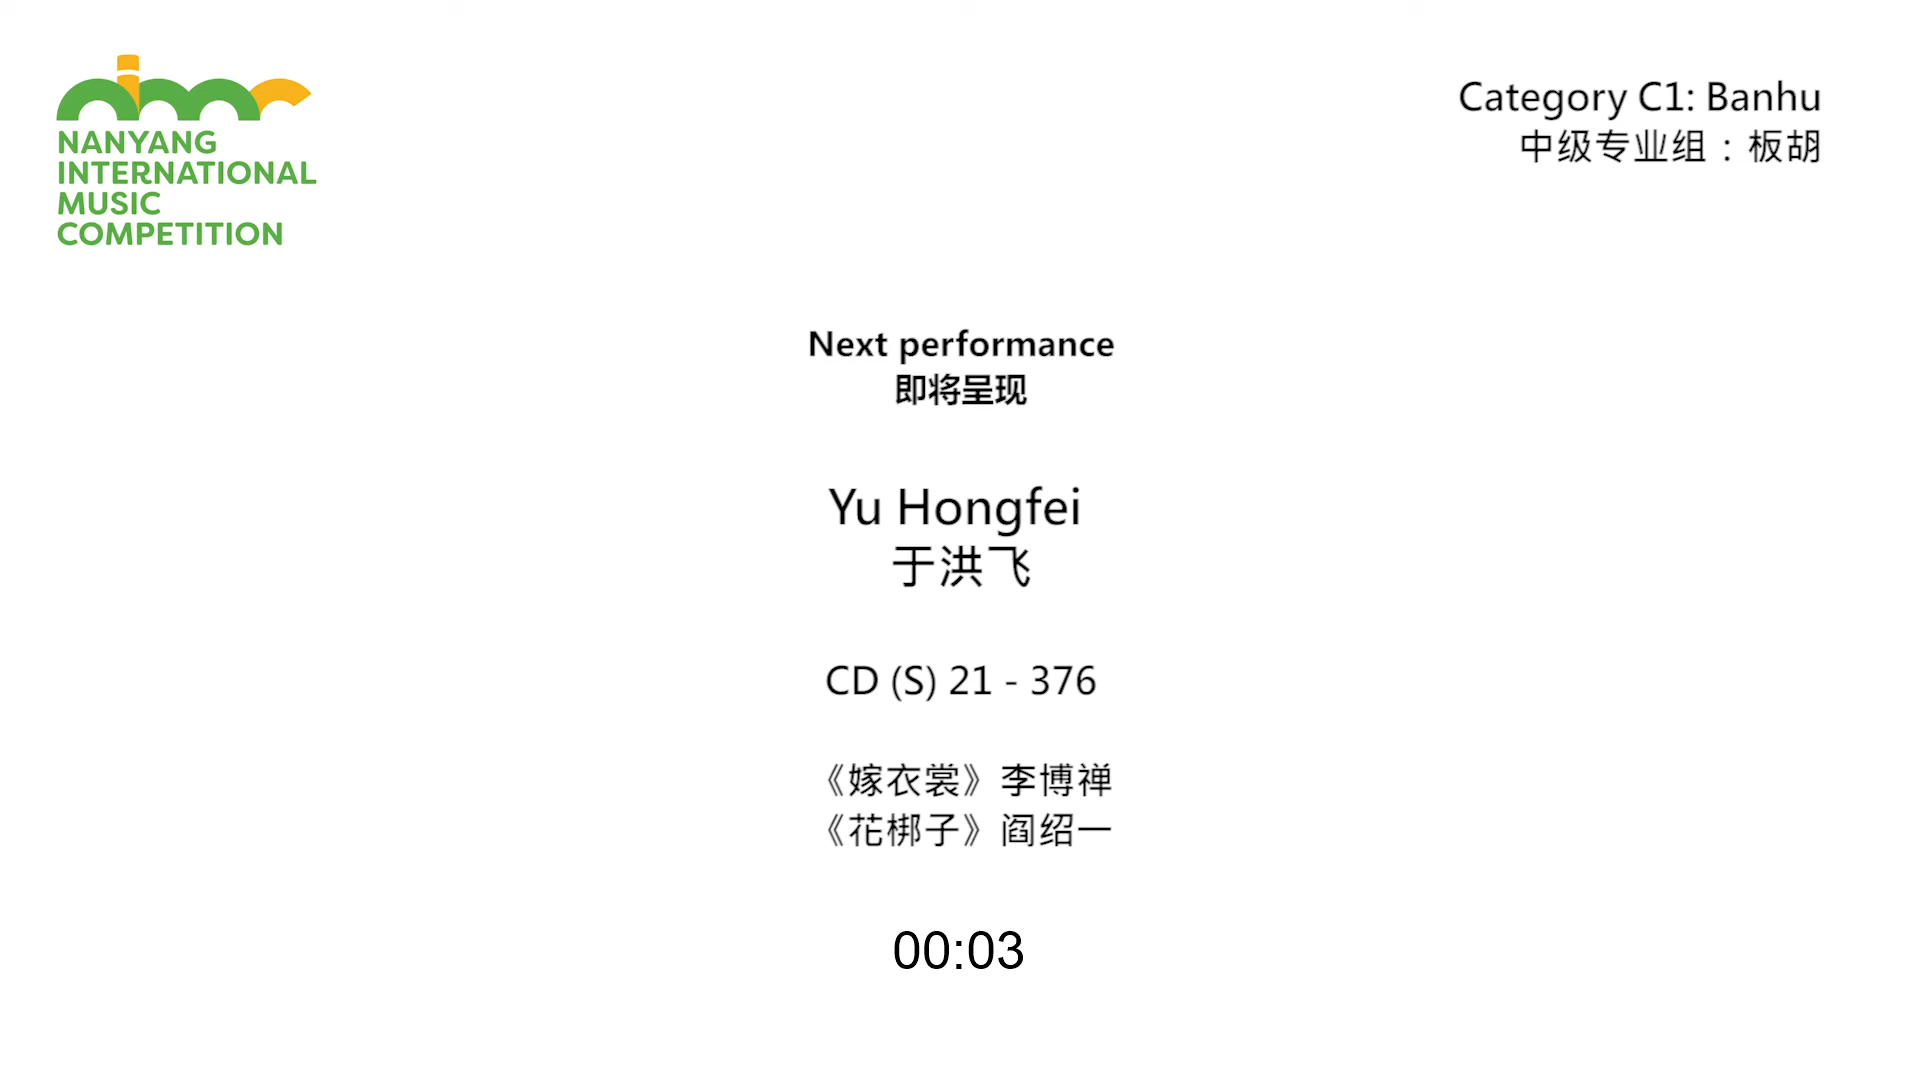 nimc
NANYANG
INTERNATIONAL
MUSIC
COMPETITION
Category C1: Banhu
中级专业组：板胡
Next performance
即将呈现
Yu Hongfei
于洪飞
CD (S) 21 - 376
《嫁衣裳》李博禅
《花梆子》阎绍一
00:03